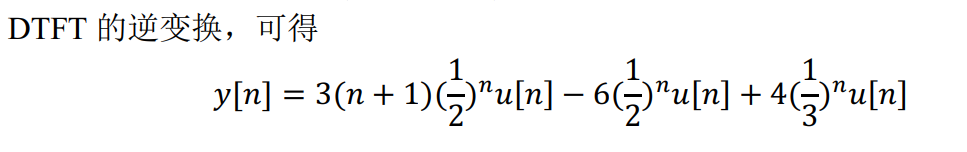 DTFT 的逆变换，可得
y[n] = 3(n + 1)(1/2)^n u[n] − 6(1/2)^n u[n] + 4(1/3)^n u[n]